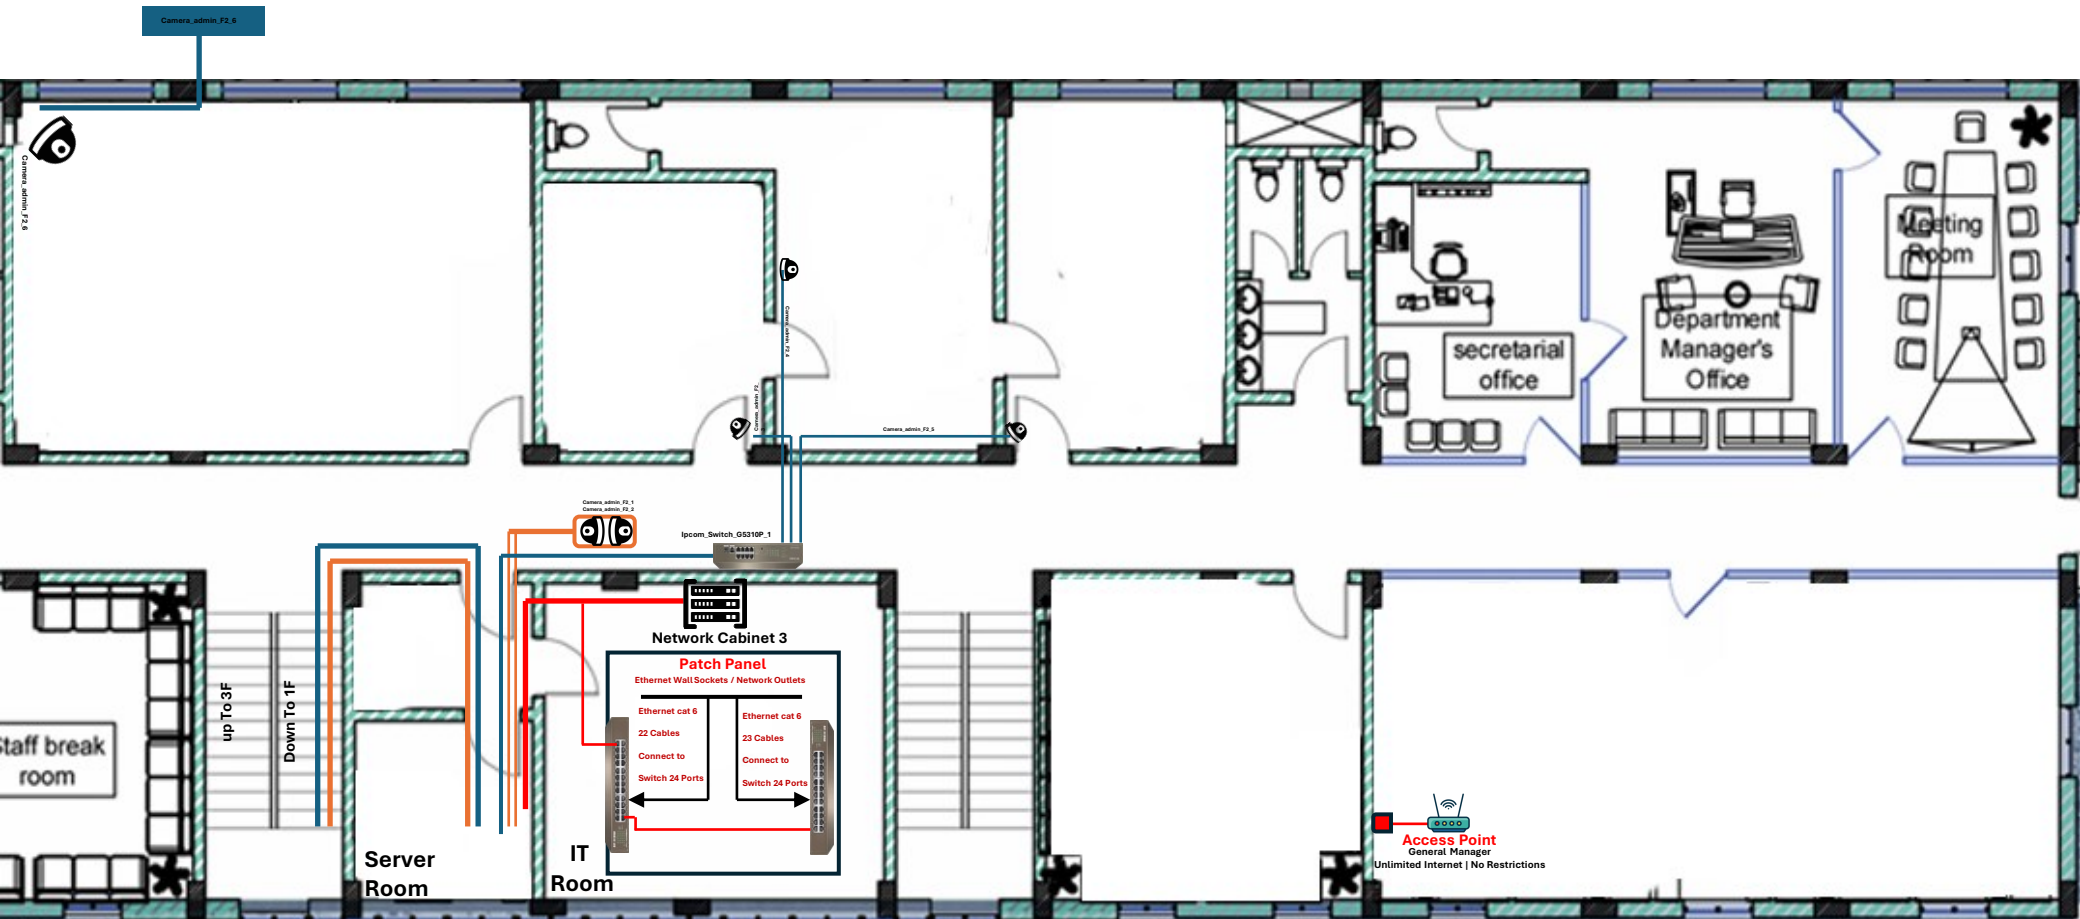 Camera_admin_F2_6
Camera_admin_F2_6
Camera_admin_F2_4
Camera_admin_F2_
Camera_admin_F2_5
Meeting
Room
Department
Manager's
Office
secretarial
office
Camera_admin_F2_1
Camera_admin_F2_2
Ipcom_Switch_G5310P_1
Network Cabinet 3
Patch Panel
Ethernet Wall Sockets / Network Outlets
Ethernet cat 6
22 Cables
Connect to
Switch 24 Ports
Ethernet cat 6
23 Cables
Connect to
Switch 24 Ports
up To 3F
Down To 1F
Staff break
room
Server
Room
IT
Room
Access Point
General Manager
Unlimited Internet | No Restrictions